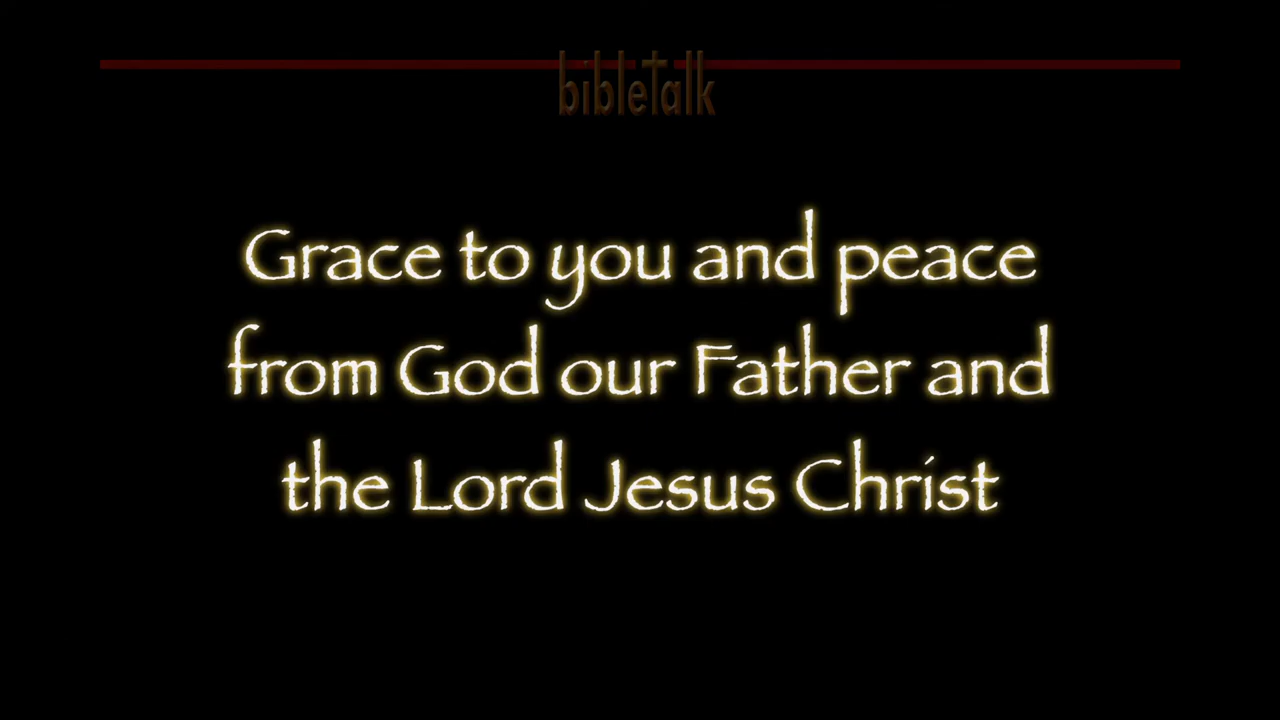 bibleTalk
Grace to you and peace
from God our Father and
the Lord Jesus Christ